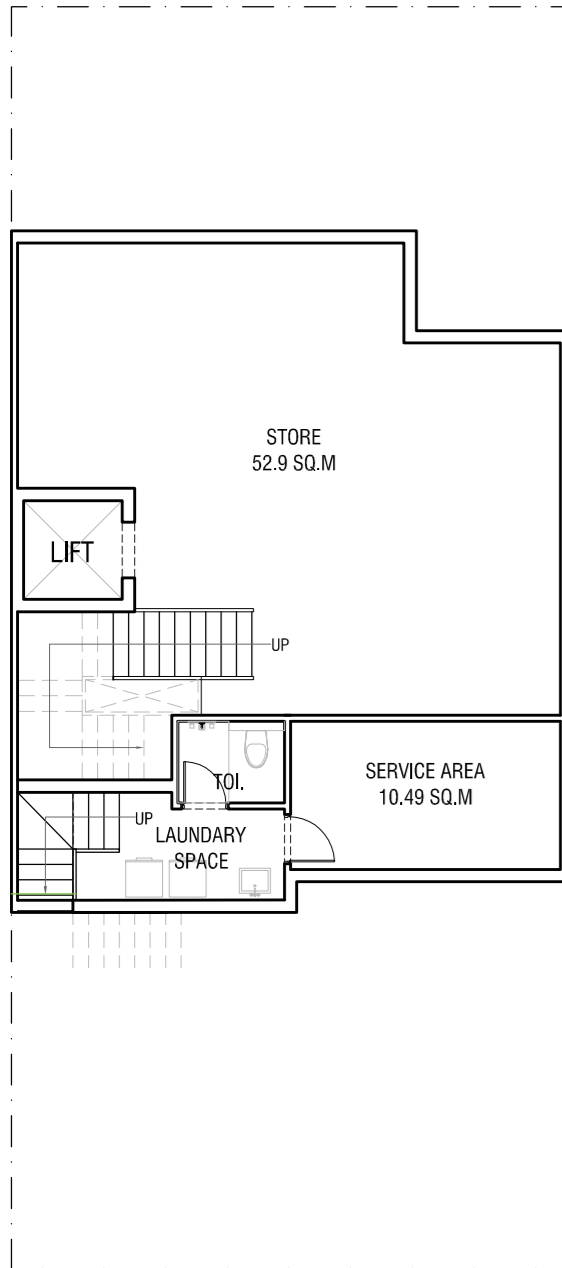 STORE
52.9 SQ.M
LIFT
UP
TOI.
SERVICE AREA
10.49 SQ.M
UP
LAUNDARY
SPACE